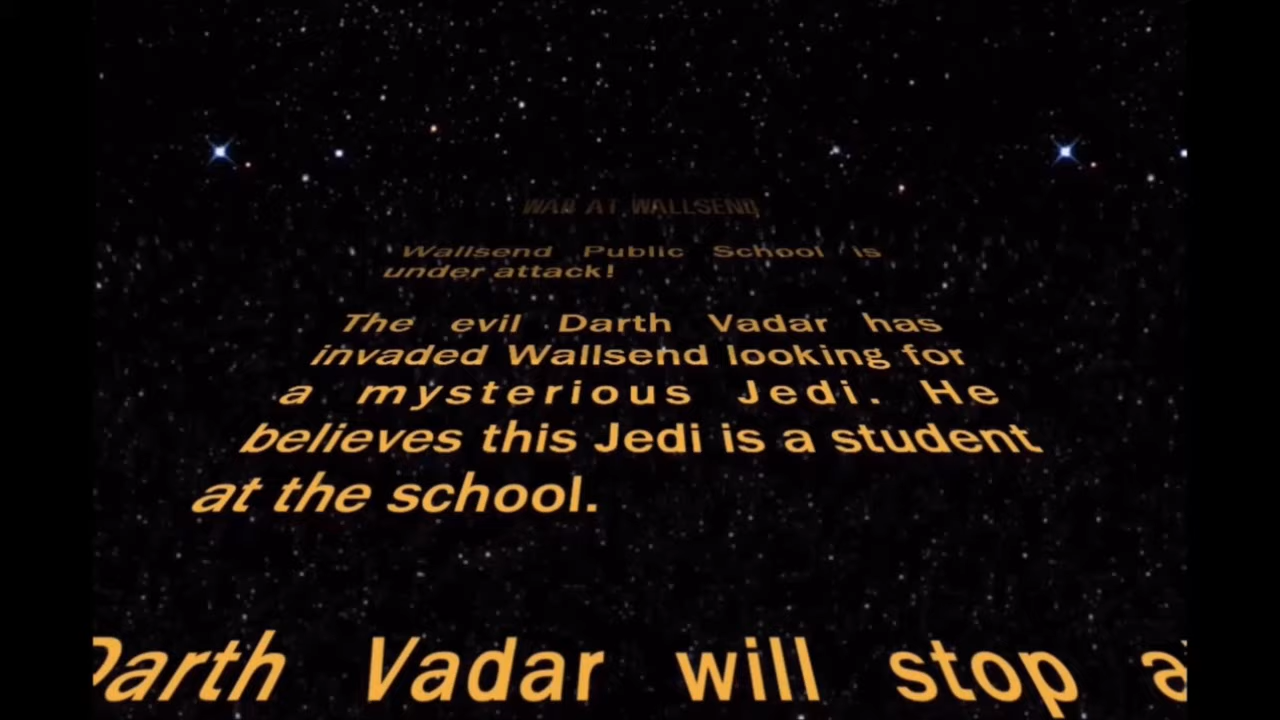 WAR AT WALLSEND
Wallsend Public School is
under attack!
The evil Darth Vadar has
invaded Wallsend looking for
a mysterious Jedi. He
believes this Jedi is a student
at the school.
Darth Vadar will stop